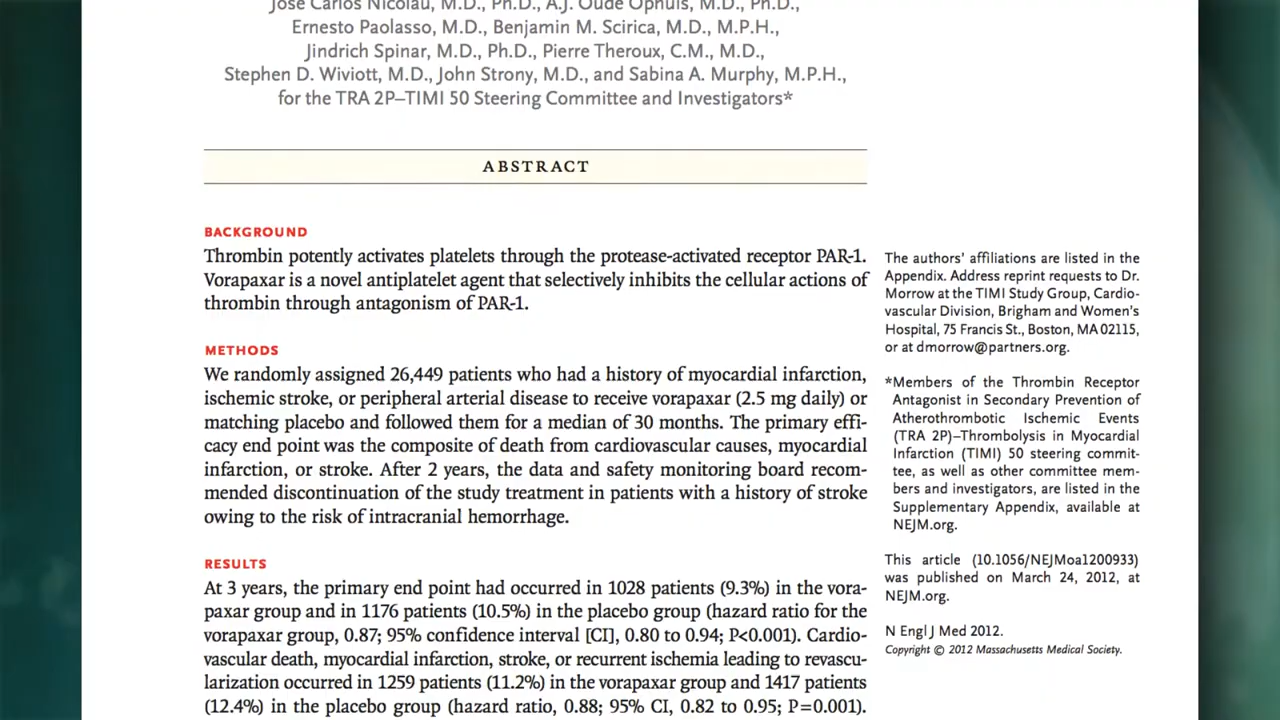 José Carlos Nicolau, M.D., Ph.D., A.J. Oude Ophuis, M.D., Ph.D.,
Ernesto Paolasso, M.D., Benjamin M. Scirica, M.D., M.P.H.,
Jindrich Spinar, M.D., Ph.D., Pierre Theroux, C.M., M.D.,
Stephen D. Wiviott, M.D., John Strony, M.D., and Sabina A. Murphy, M.P.H.,
for the TRA 2P–TIMI 50 Steering Committee and Investigators*
ABSTRACT
BACKGROUND
Thrombin potently activates platelets through the protease-activated receptor PAR-1.
Vorapaxar is a novel antiplatelet agent that selectively inhibits the cellular actions of
thrombin through antagonism of PAR-1.
METHODS
We randomly assigned 26,449 patients who had a history of myocardial infarction,
ischemic stroke, or peripheral arterial disease to receive vorapaxar (2.5 mg daily) or
matching placebo and followed them for a median of 30 months. The primary effi-
cacy end point was the composite of death from cardiovascular causes, myocardial
infarction, or stroke. After 2 years, the data and safety monitoring board recom-
mended discontinuation of the study treatment in patients with a history of stroke
owing to the risk of intracranial hemorrhage.
RESULTS
At 3 years, the primary end point had occurred in 1028 patients (9.3%) in the vora-
paxar group and in 1176 patients (10.5%) in the placebo group (hazard ratio for the
vorapaxar group, 0.87; 95% confidence interval [CI], 0.80 to 0.94; P<0.001). Cardio-
vascular death, myocardial infarction, stroke, or recurrent ischemia leading to revascu-
larization occurred in 1259 patients (11.2%) in the vorapaxar group and 1417 patients
(12.4%) in the placebo group (hazard ratio, 0.88; 95% CI, 0.82 to 0.95; P=0.001).
The authors' affiliations are listed in the
Appendix. Address reprint requests to Dr.
Morrow at the TIMI Study Group, Cardio-
vascular Division, Brigham and Women's
Hospital, 75 Francis St., Boston, MA 02115,
or at dmorrow@partners.org.
*Members of the Thrombin Receptor
Antagonist in Secondary Prevention of
Atherothrombotic Ischemic Events
(TRA 2P)–Thrombolysis in Myocardial
Infarction (TIMI) 50 steering commit-
tee, as well as other committee mem-
bers and investigators, are listed in the
Supplementary Appendix, available at
NEJM.org.
This article (10.1056/NEJMoa1200933)
was published on March 24, 2012, at
NEJM.org.
N Engl J Med 2012.
Copyright © 2012 Massachusetts Medical Society.